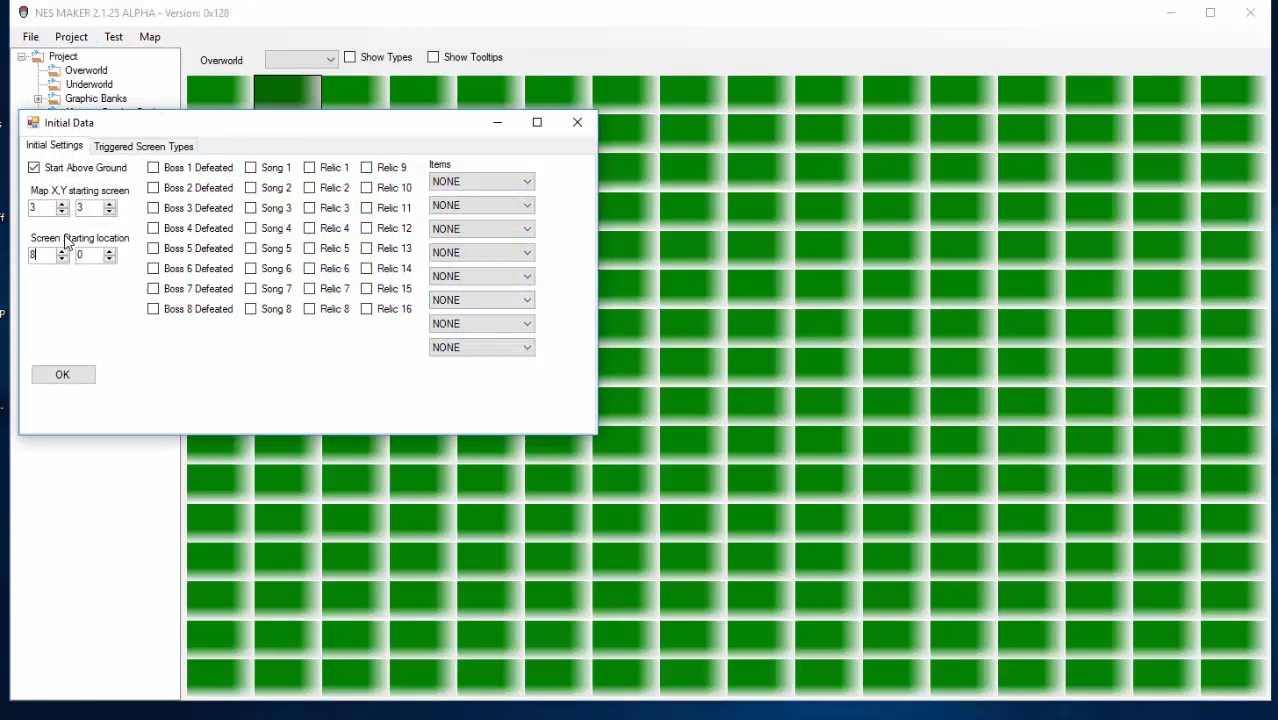 NES MAKER 2.1.25 ALPHA - Version: 0x128
File Project Test Map
Project
Overworld
Underworld
Graphic Banks
Overworld Show Types Show Tooltips
Initial Data
Initial Settings Triggered Screen Types
Start Above Ground
Map X,Y starting screen
3 3
Screen Starting location
8 0
OK
Boss 1 Defeated Song 1 Relic 1 Relic 9
Boss 2 Defeated Song 2 Relic 2 Relic 10
Boss 3 Defeated Song 3 Relic 3 Relic 11
Boss 4 Defeated Song 4 Relic 4 Relic 12
Boss 5 Defeated Song 5 Relic 5 Relic 13
Boss 6 Defeated Song 6 Relic 6 Relic 14
Boss 7 Defeated Song 7 Relic 7 Relic 15
Boss 8 Defeated Song 8 Relic 8 Relic 16
Items
NONE
NONE
NONE
NONE
NONE
NONE
NONE
NONE